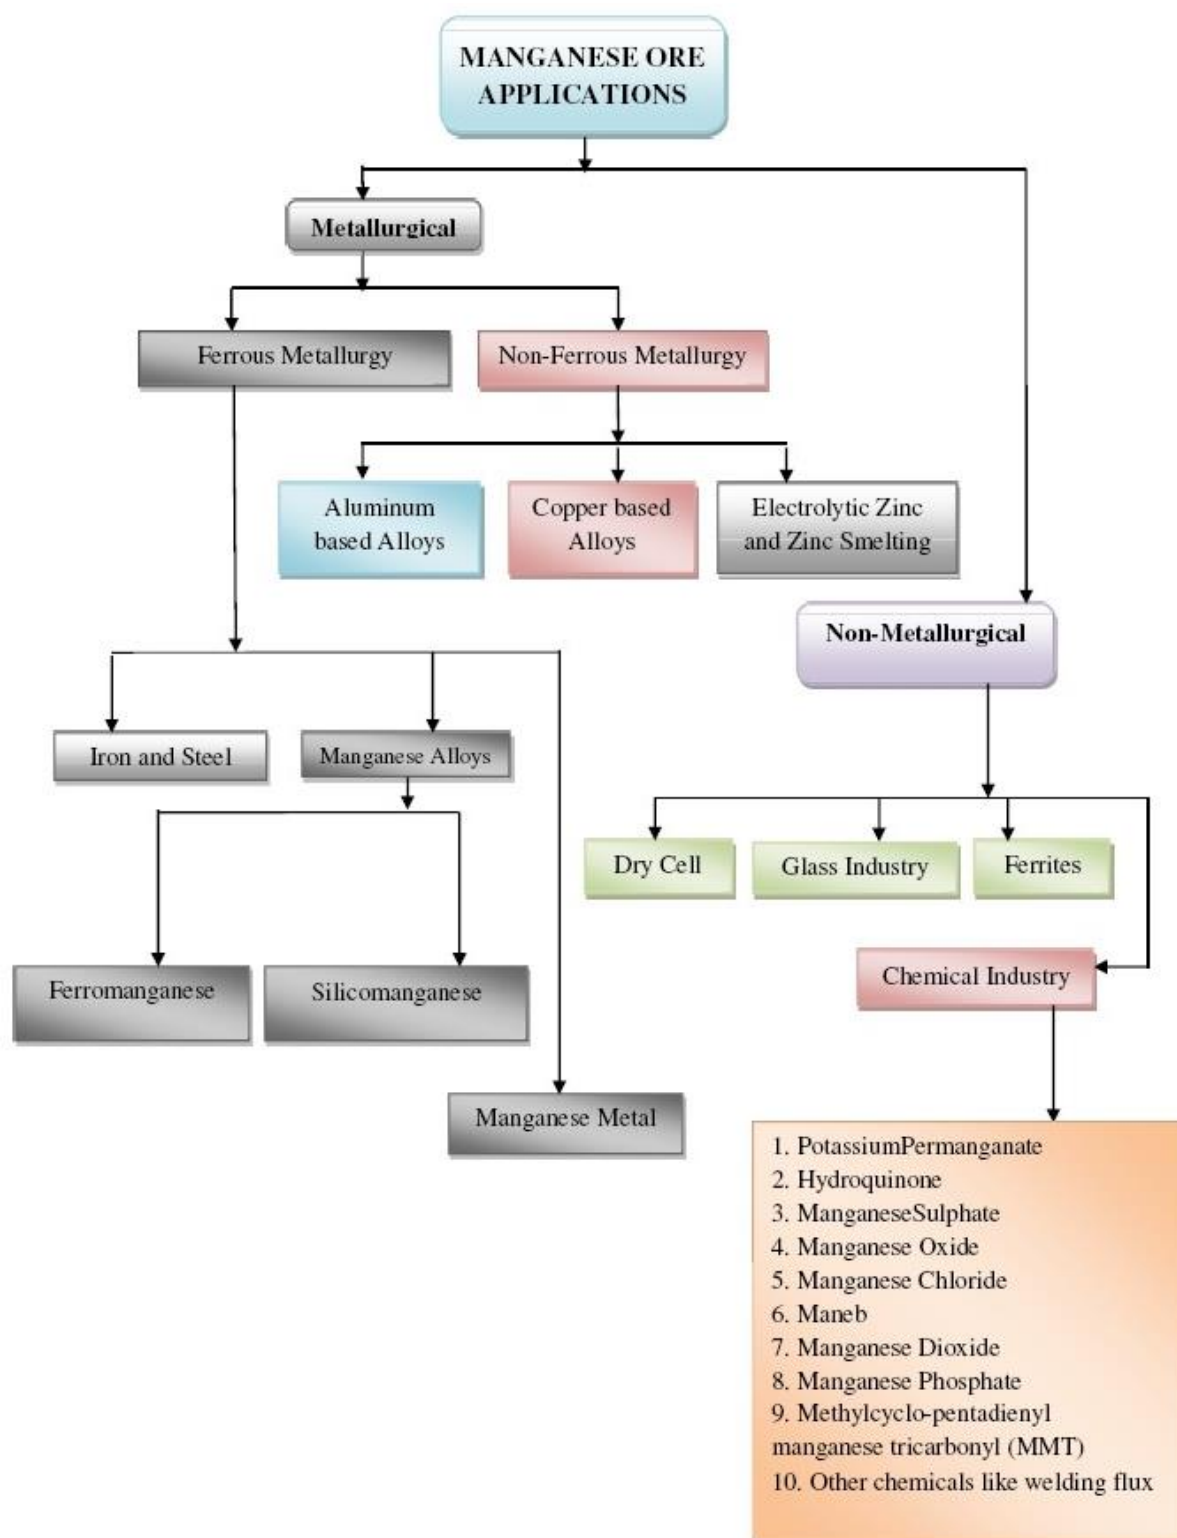 MANGANESE ORE
APPLICATIONS
Metallurgical
Ferrous Metallurgy
Non-Ferrous Metallurgy
Aluminum
based Alloys
Copper based
Alloys
Electrolytic Zinc
and Zinc Smelting
Non-Metallurgical
Iron and Steel
Manganese Alloys
Dry Cell
Glass Industry
Ferrites
Ferromanganese
Silicomanganese
Chemical Industry
Manganese Metal
1. PotassiumPermanganate
2. Hydroquinone
3. ManganeseSulphate
4. Manganese Oxide
5. Manganese Chloride
6. Maneb
7. Manganese Dioxide
8. Manganese Phosphate
9. Methylcyclo-pentadienyl
manganese tricarbonyl (MMT)
10. Other chemicals like welding flux